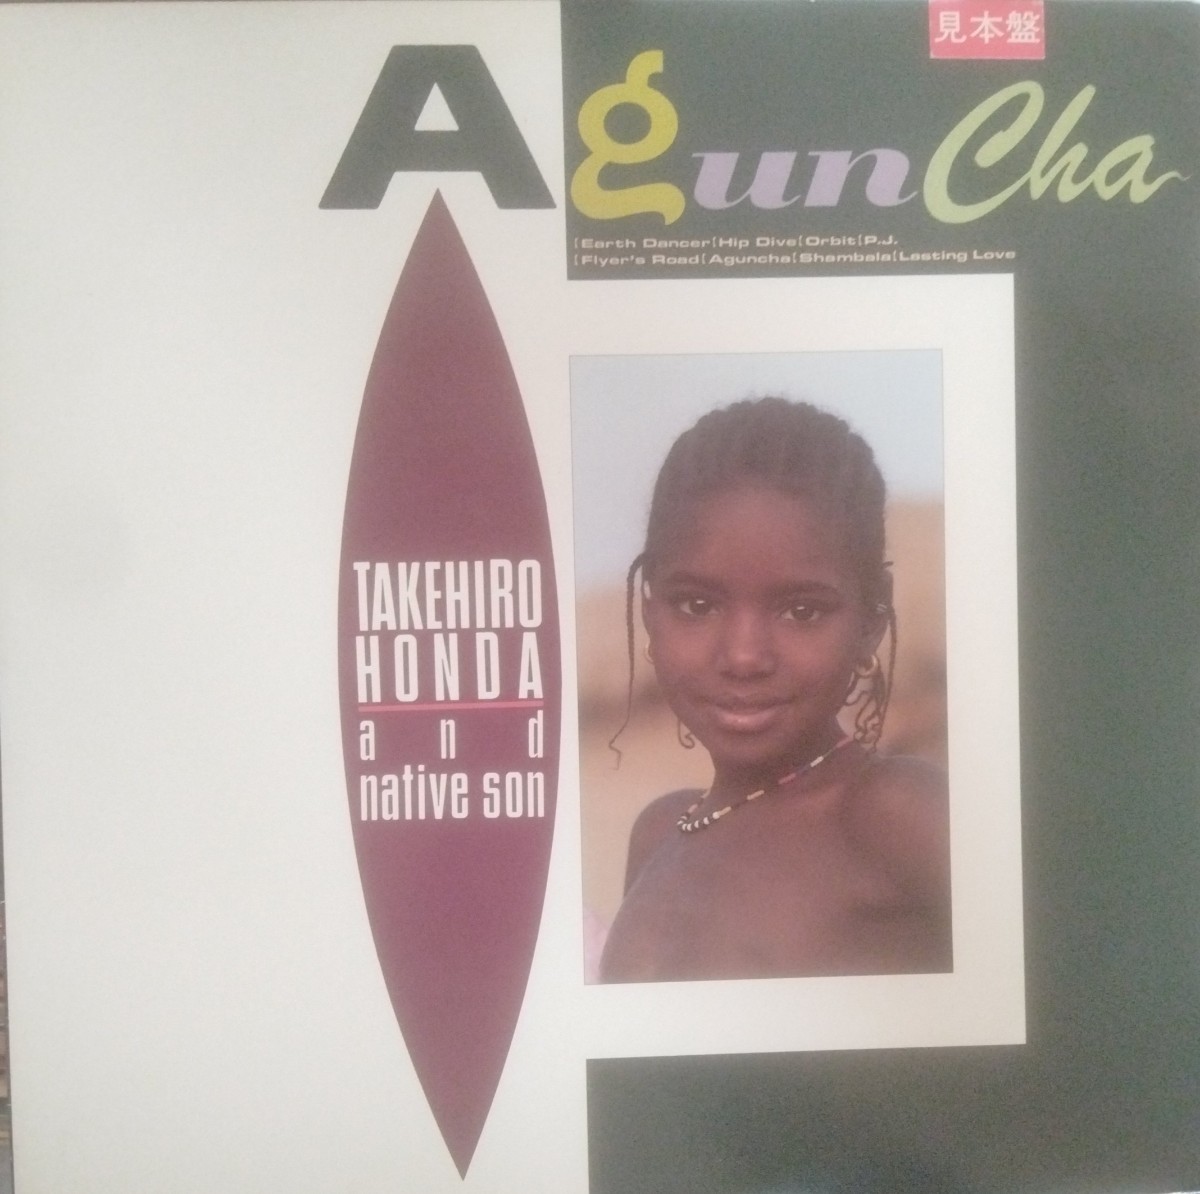 見本盤
AgunCha
[Earth Dancer[Hip Dive[Orbit[P.J.
[Flyer's Road[Aguncha[Shambala[Lasting Love
TAKEHIRO
HONDA
and
native son